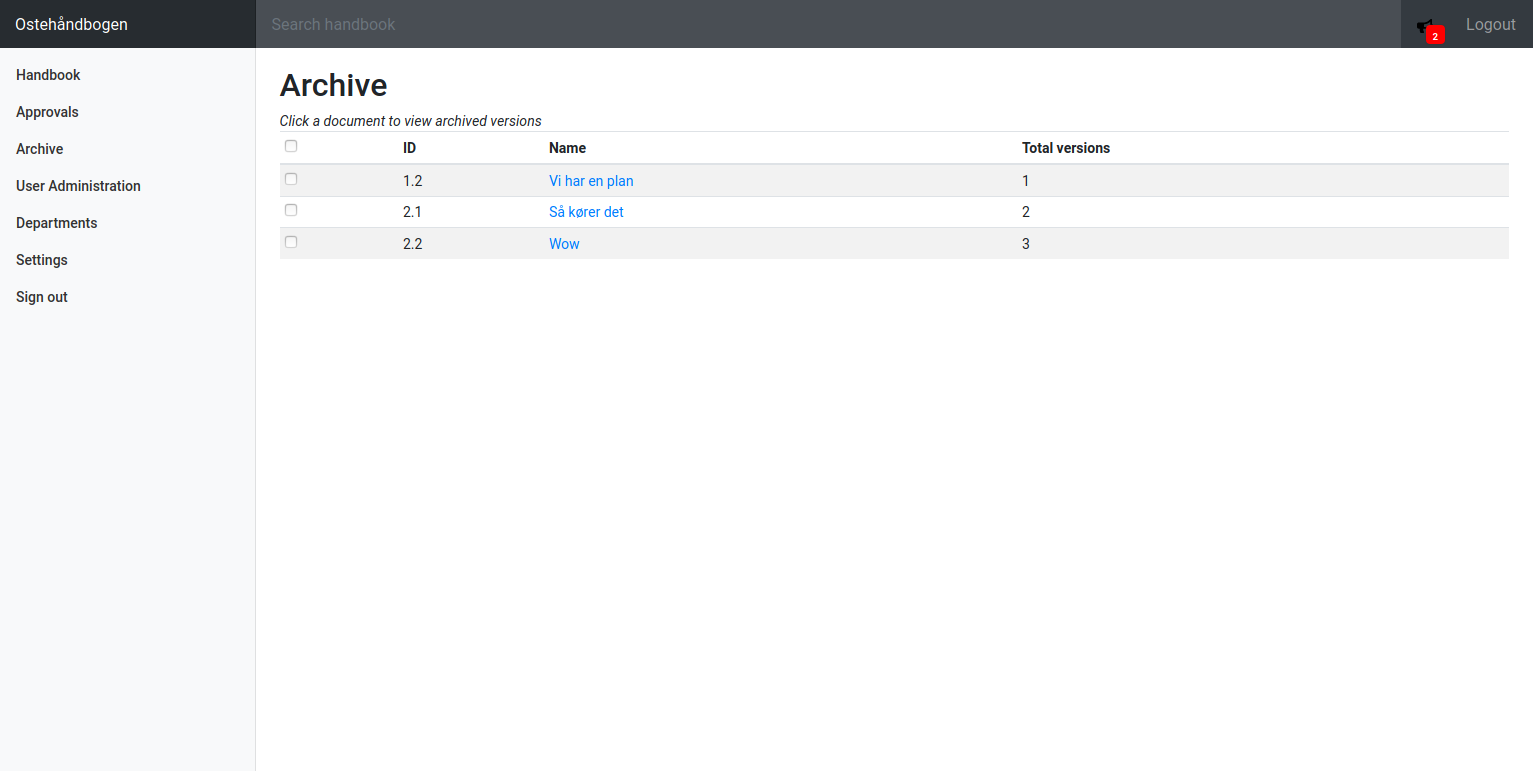 Ostehåndbogen
Search handbook
2
Logout
Handbook
Approvals
Archive
User Administration
Departments
Settings
Sign out
Archive
Click a document to view archived versions
ID Name Total versions
1.2 Vi har en plan 1
2.1 Så kører det 2
2.2 Wow 3